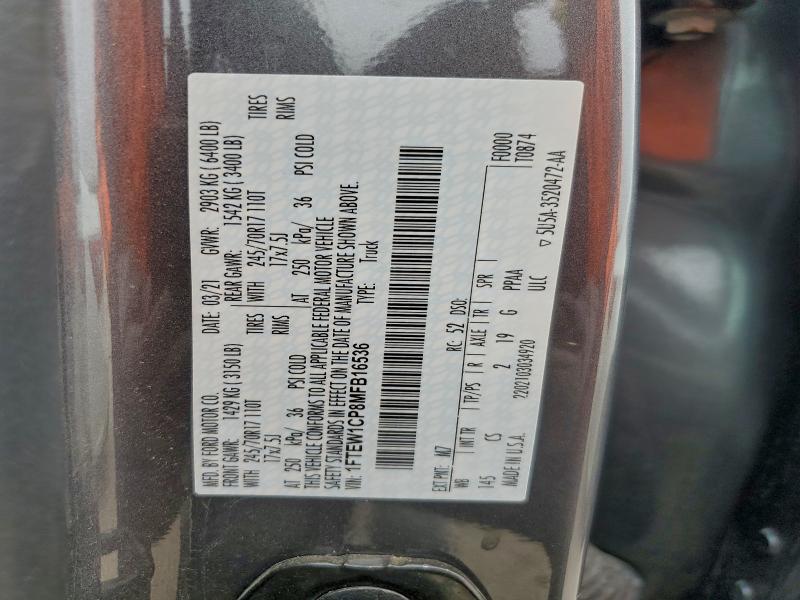 MFD. BY FORD MOTOR CO. DATE: 03/21 GVWR: 2903 KG ( 6400 LB)
FRONT GAWR: 1429 KG (3150 LB) REAR GAWR: 1542 KG ( 3400 LB)
WITH 245/70R17 110T TIRES WITH 245/70R17 110T TIRES
17x7.5J RIMS 17x7.5J RIMS
AT 250 kPa/ 36 PSI COLD AT 250 kPa/ 36 PSI COLD
THIS VEHICLE CONFORMS TO ALL APPLICABLE FEDERAL MOTOR VEHICLE
SAFETY STANDARDS IN EFFECT ON THE DATE OF MANUFACTURE SHOWN ABOVE.
VIN: 1FTEW1CP8MFB16536 TYPE: Truck
EXT PNT: M7 RC: 52 DSO: F0000
WB INT TR TP/PS R AXLE TR SPR T0874
145 CS 2 19 G PPAA
MADE IN U.S.A. 2202103034920 ULC
▽ 5U5A-3520472-AA